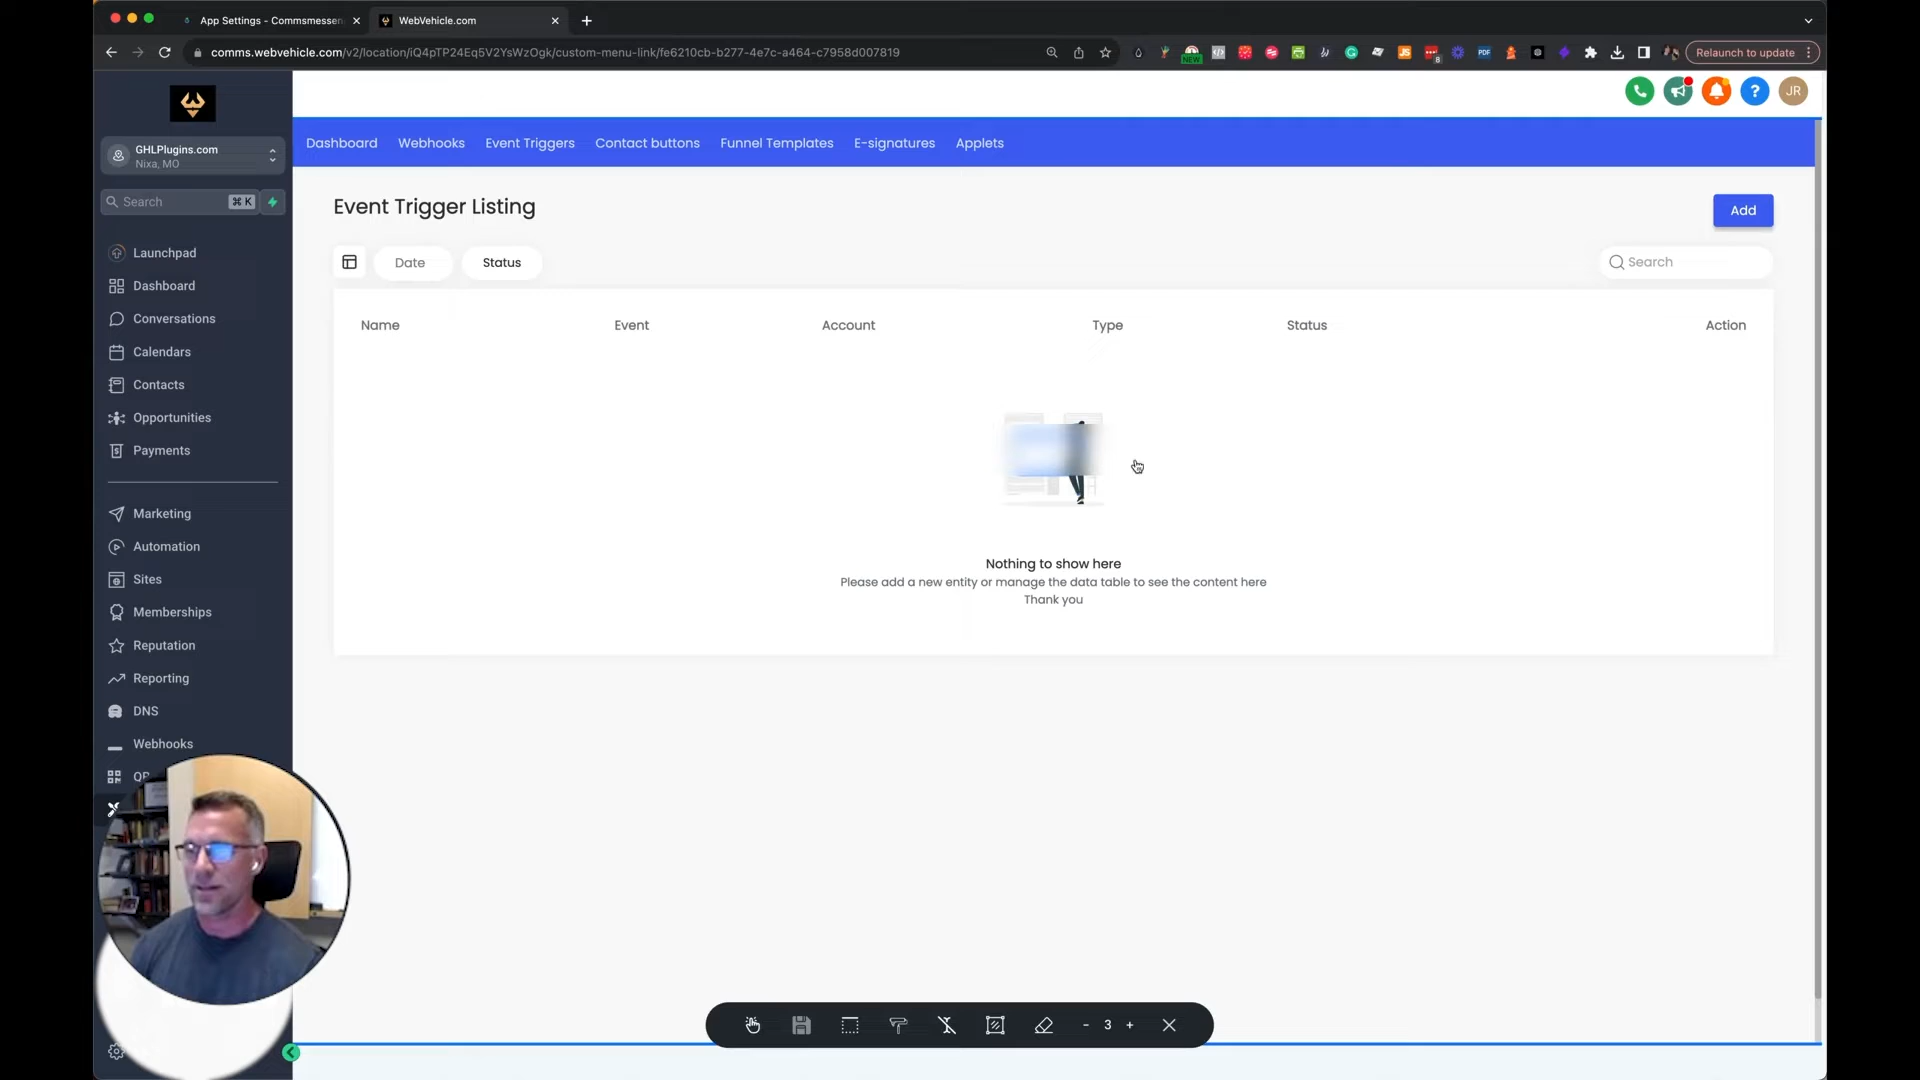 App Settings - Commsmessen
WebVehicle.com
comms.webvehicle.com/v2/location/iQ4pTP24Eq5V2YsWzOgk/custom-menu-link/fe6210cb-b277-4e7c-a464-c7958d007819
NEW
JS
8
PDF
Relaunch to update
JR
GHLPlugins.com
Nixa, MO
Search
⌘ K
Launchpad
Dashboard
Conversations
Calendars
Contacts
Opportunities
Payments
Marketing
Automation
Sites
Memberships
Reputation
Reporting
DNS
Webhooks
Dashboard
Webhooks
Event Triggers
Contact buttons
Funnel Templates
E-signatures
Applets
Event Trigger Listing
Add
Date
Status
Search
Name
Event
Account
Type
Status
Action
Nothing to show here
Please add a new entity or manage the data table to see the content here
Thank you
- 3 +